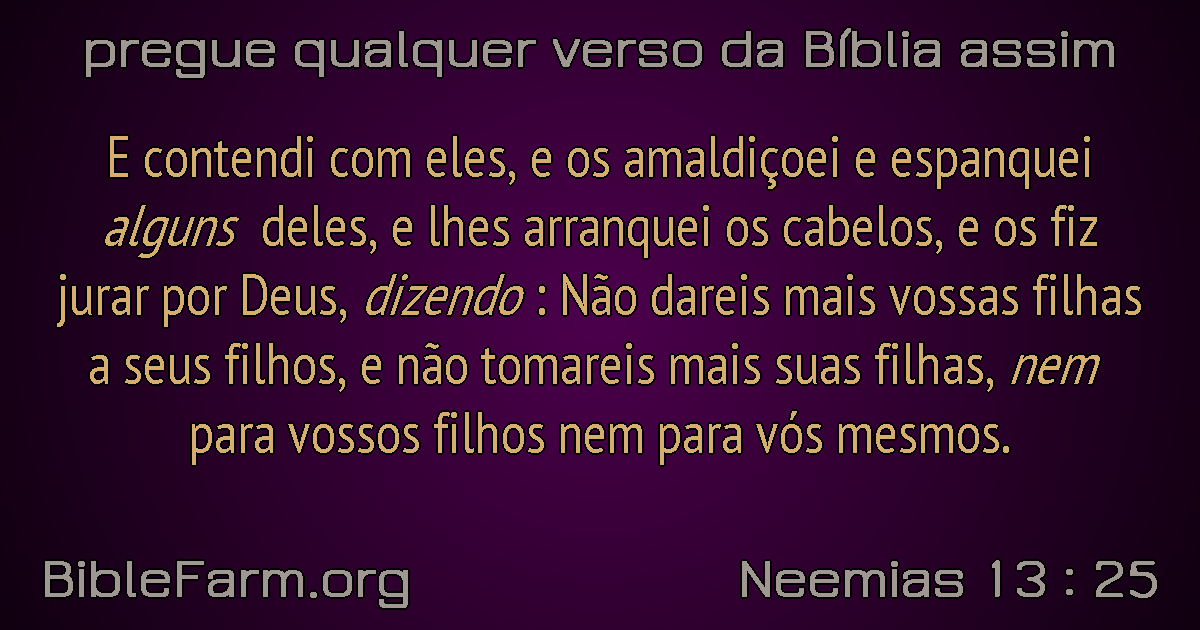 pregue qualquer verso da Bíblia assim
E contendi com eles, e os amaldiçoei e espanquei
alguns deles, e lhes arranquei os cabelos, e os fiz
jurar por Deus, dizendo : Não dareis mais vossas filhas
a seus filhos, e não tomareis mais suas filhas, nem
para vossos filhos nem para vós mesmos.
BibleFarm.org
Neemias 13 : 25